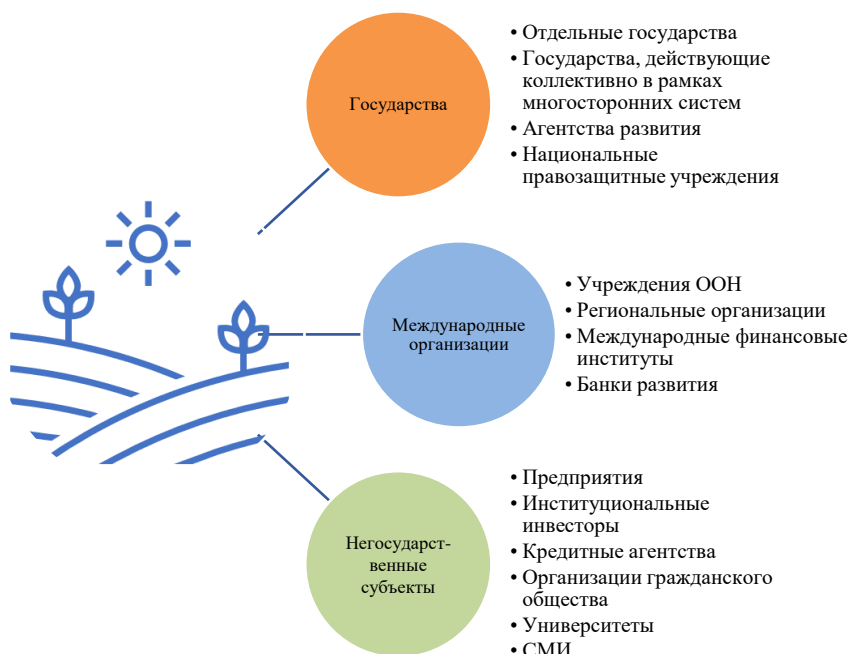 Государства
• Отдельные государства
• Государства, действующие
коллективно в рамках
многосторонних систем
• Агентства развития
• Национальные
правозащитные учреждения
Международные
организации
• Учреждения ООН
• Региональные организации
• Международные финансовые
институты
• Банки развития
Негосударст-
венные
субъекты
• Предприятия
• Институциональные
инвесторы
• Кредитные агентства
• Организации гражданского
общества
• Университеты
• СМИ